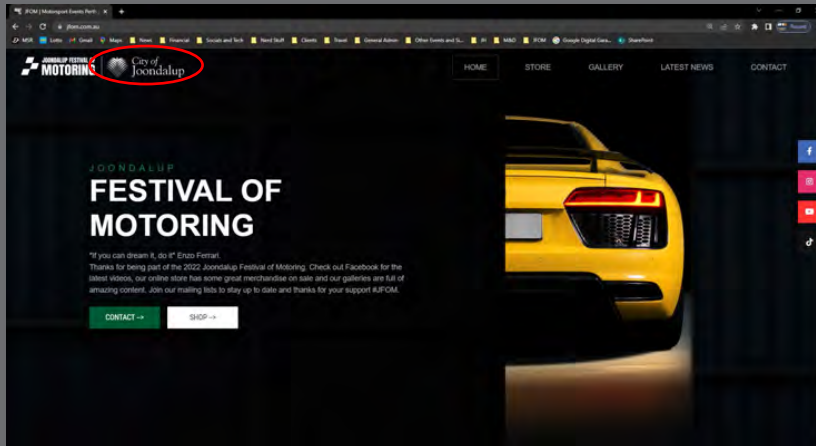 JFOM | Motorsport Events Perth
jfom.com.au
MSR Lotto Gmail Maps News Financial Socials and Tech Nerd Stuff Clients Travel General Admin Other Events and S... JH M&G JFOM Google Digital Gara... SharePoint
JOONDALUP FESTIVAL OF
MOTORING
City of
Joondalup
HOME STORE GALLERY LATEST NEWS CONTACT
JOONDALUP
FESTIVAL OF
MOTORING
"If you can dream it, do it" Enzo Ferrari.
Thanks for being part of the 2022 Joondalup Festival of Motoring. Check out Facebook for the
latest videos, our online store has some great merchandise on sale and our galleries are full of
amazing content. Join our mailing lists to stay up to date and thanks for your support #JFOM.
CONTACT -> SHOP ->